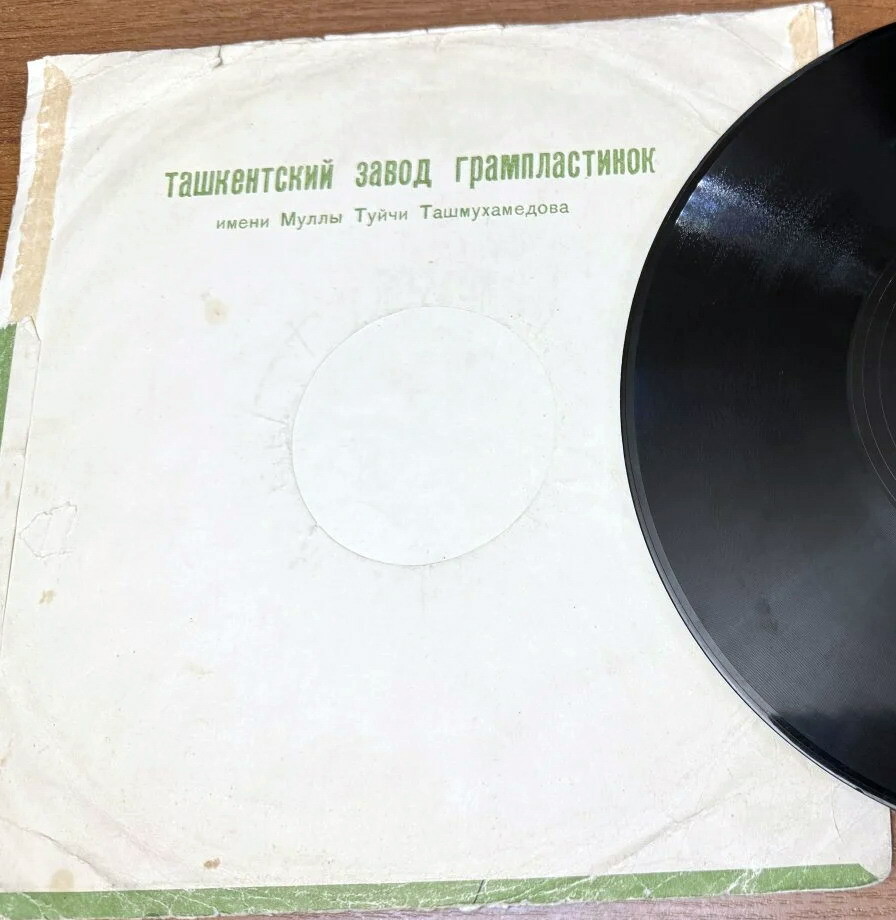 ташкентский завод грампластинок
имени Муллы Туйчи Ташмухамедова